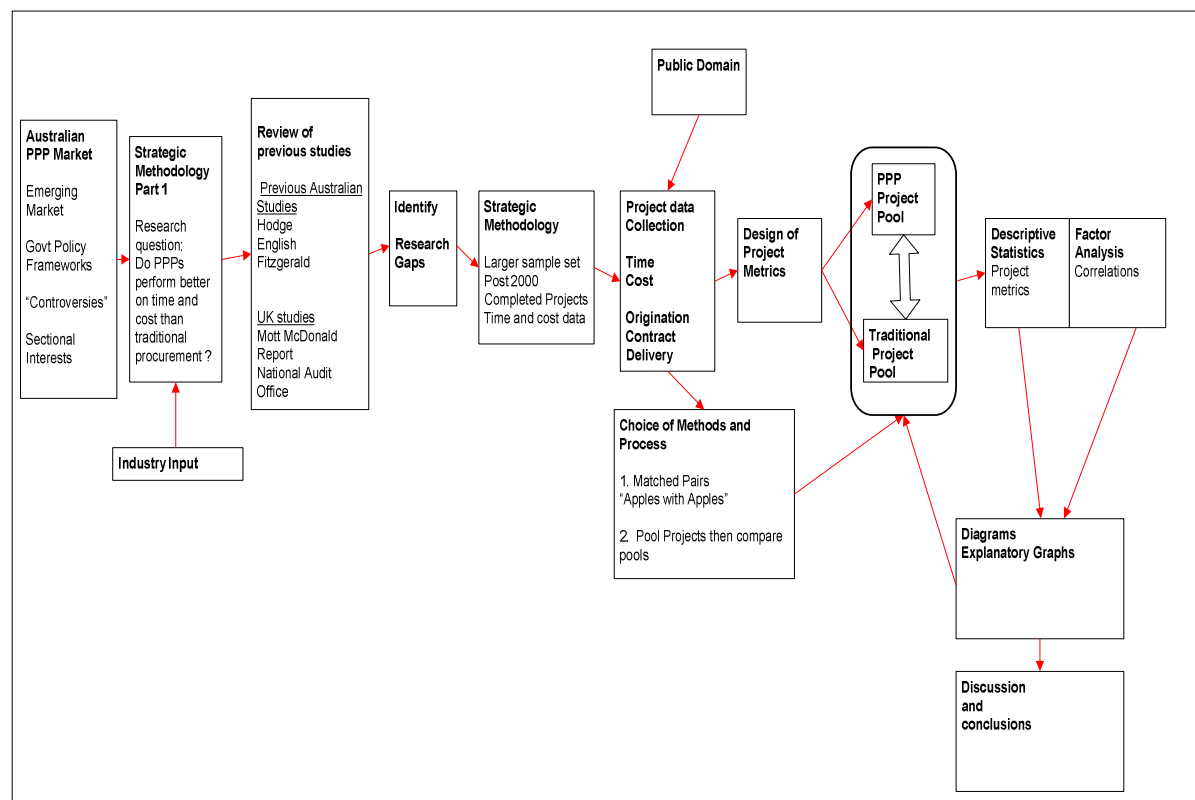 Public Domain
Australian
PPP Market
Emerging
Market
Govt Policy
Frameworks
“Controversies”
Sectional
Interests
Strategic
Methodology
Part 1
Research
question:
Do PPPs
perform better
on time and
cost than
traditional
procurement ?
Industry Input
Review of
previous studies
Previous Australian
Studies
Hodge
English
Fitzgerald
UK studies
Mott McDonald
Report
National Audit
Office
Identify
Research
Gaps
Strategic
Methodology
Larger sample set
Post 2000
Completed Projects
Time and cost data
Project data
Collection
Time
Cost
Origination
Contract
Delivery
Choice of Methods and
Process
1. Matched Pairs
“Apples with Apples”
2. Pool Projects then compare
pools
Design of
Project
Metrics
PPP
Project
Pool
Traditional
Project
Pool
Descriptive
Statistics
Project
metrics
Factor
Analysis
Correlations
Diagrams
Explanatory Graphs
Discussion
and
conclusions